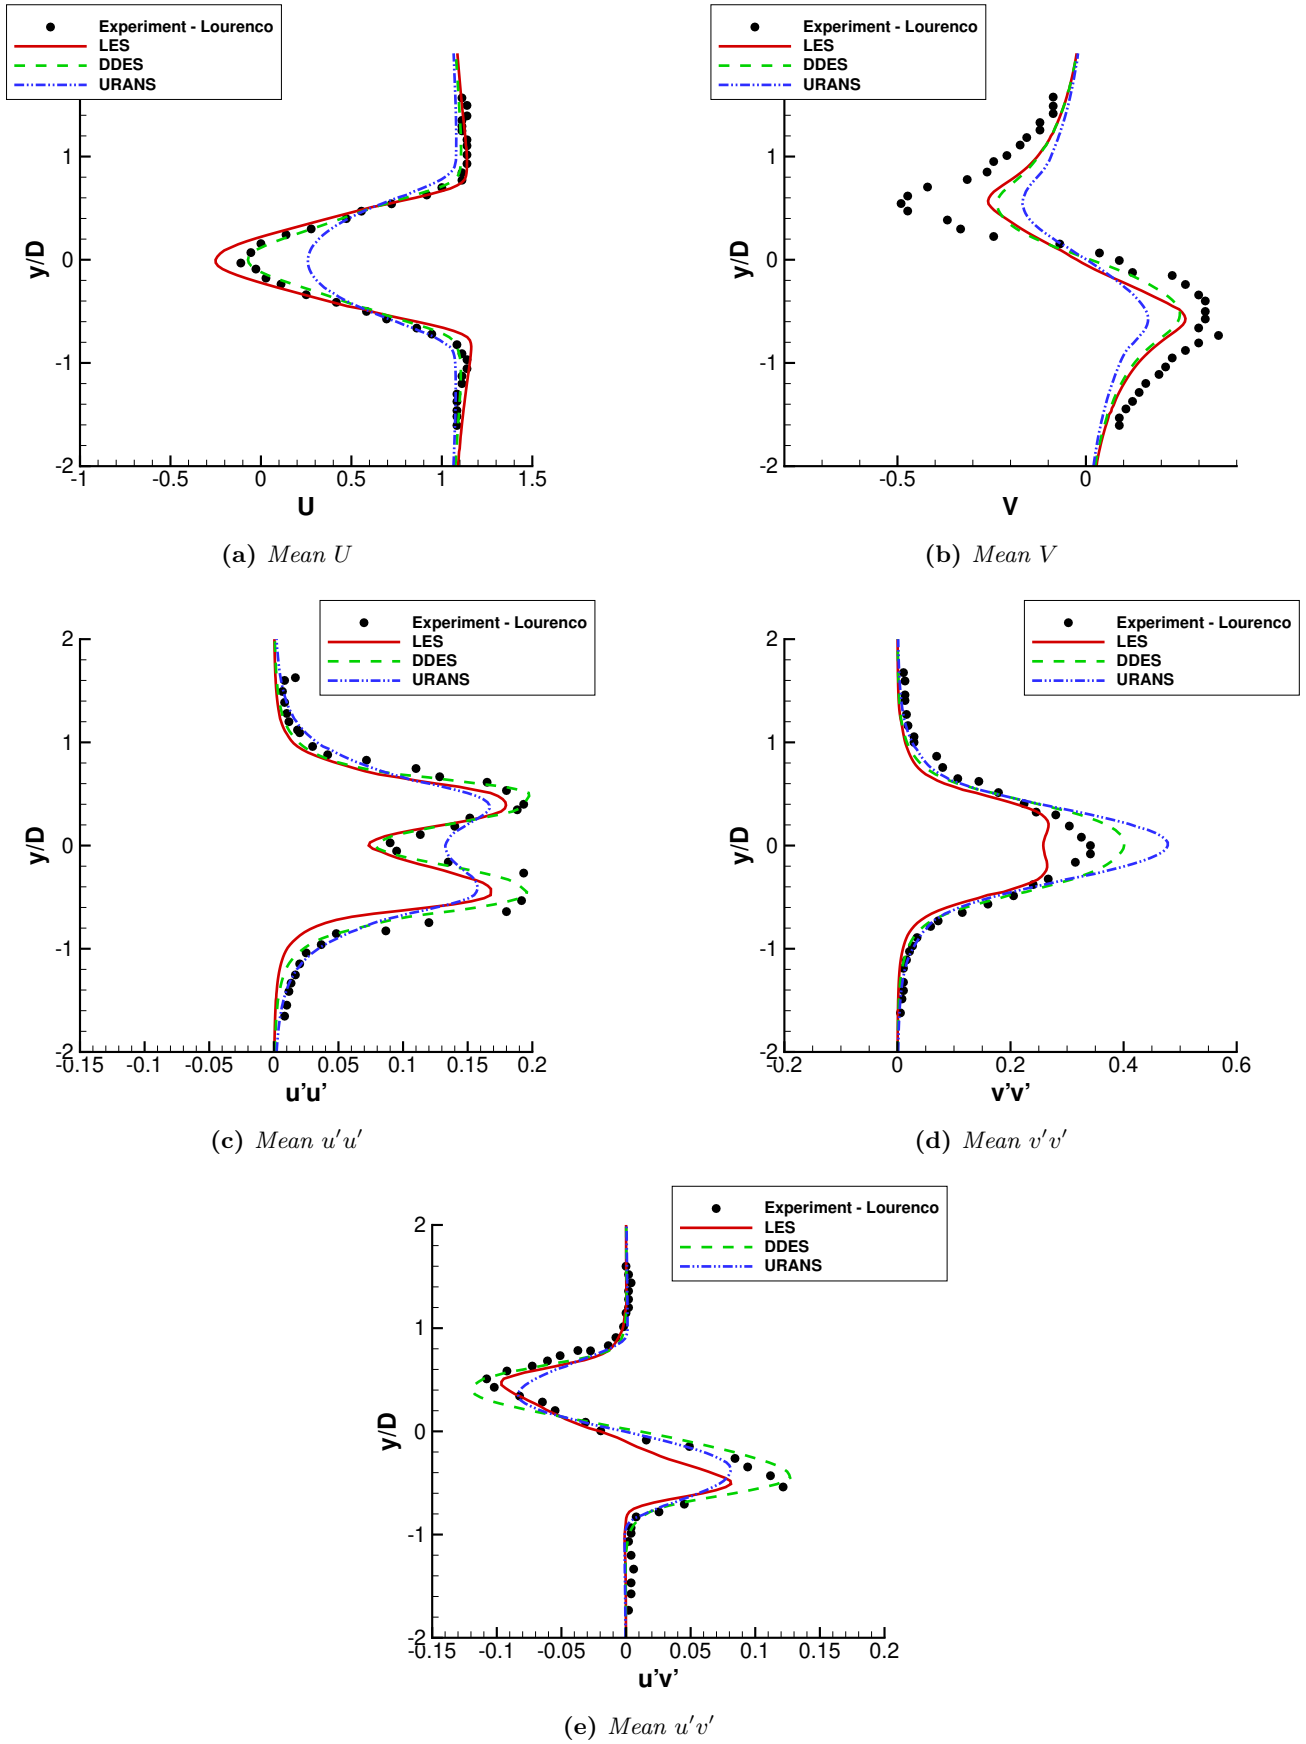 Experiment - Lourenco
LES
DDES
URANS
1
0
-1
-2
y/D
-1 -0.5 0 0.5 1 1.5
U
(a) Mean U
Experiment - Lourenco
LES
DDES
URANS
1
0
-1
-2
y/D
-0.5 0
V
(b) Mean V
Experiment - Lourenco
LES
DDES
URANS
2
1
0
-1
-2
y/D
-0.15 -0.1 -0.05 0 0.05 0.1 0.15 0.2
u'u'
(c) Mean u′u′
Experiment - Lourenco
LES
DDES
URANS
2
1
0
-1
-2
y/D
-0.2 0 0.2 0.4 0.6
v'v'
(d) Mean v′v′
Experiment - Lourenco
LES
DDES
URANS
2
1
0
-1
-2
y/D
-0.15 -0.1 -0.05 0 0.05 0.1 0.15 0.2
u'v'
(e) Mean u′v′